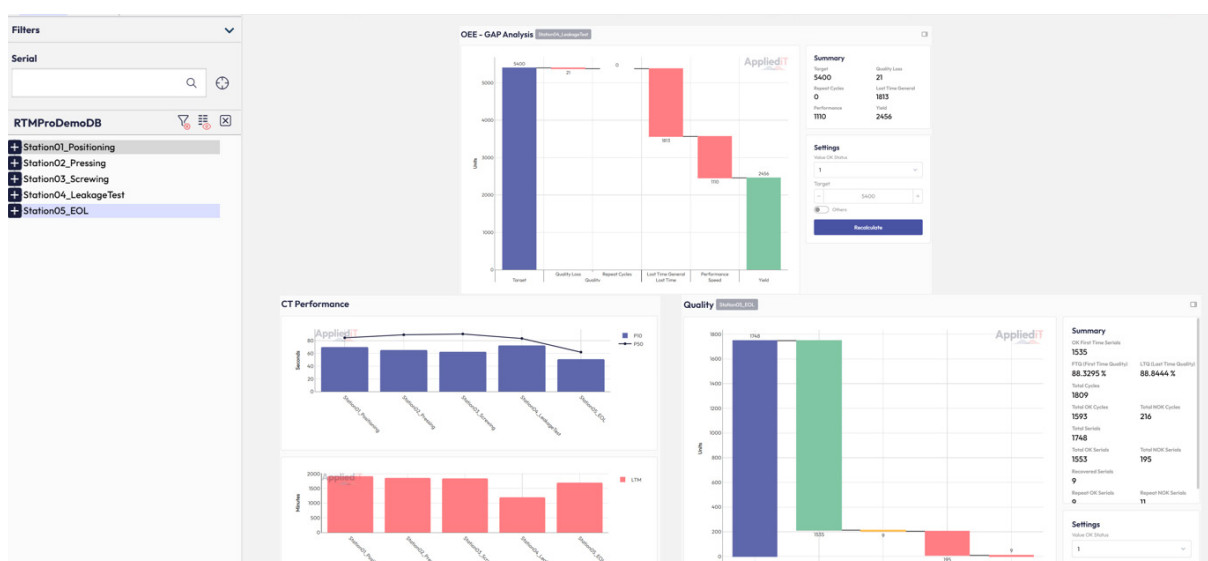 Filters
Serial
RTMProDemoDB
Station01_Positioning
Station02_Pressing
Station03_Screwing
Station04_LeakageTest
Station05_EOL
OEE - GAP Analysis
Station04_LeakageTest
AppliediT
5400
21
0
1813
1110
2456
5000
4000
3000
2000
1000
0
Units
Quality Loss
Repeat Cycles
Lost Time General
Performance
Target
Quality
Lost Time
Speed
Yield
Summary
Target
Quality Loss
5400
21
Repeat Cycles
Lost Time General
0
1813
Performance
Yield
1110
2456
Settings
Value OK Status
1
Target
- 5400 +
Others
Recalculate
CT Performance
AppliediT
P10
P50
80
60
40
20
0
Seconds
Station01_Positioning
Station02_Pressing
Station03_Screwing
Station04_LeakageTest
Station05_EOL
AppliediT
LTM
2000
1500
1000
500
0
Minutes
Station05_EOL
Quality
Station05_EOL
AppliediT
1748
1535
9
195
9
1800
1600
1400
1200
1000
800
600
400
200
0
Units
Summary
OK First Time Serials
1535
FTQ (First Time Quality)
LTQ (Last Time Quality)
88.3295 %
88.8444 %
Total Cycles
1809
Total OK Cycles
Total NOK Cycles
1593
216
Total Serials
1748
Total OK Serials
Total NOK Serials
1553
195
Recovered Serials
9
Repeat OK Serials
Repeat NOK Serials
11
Settings
Value OK Status
1